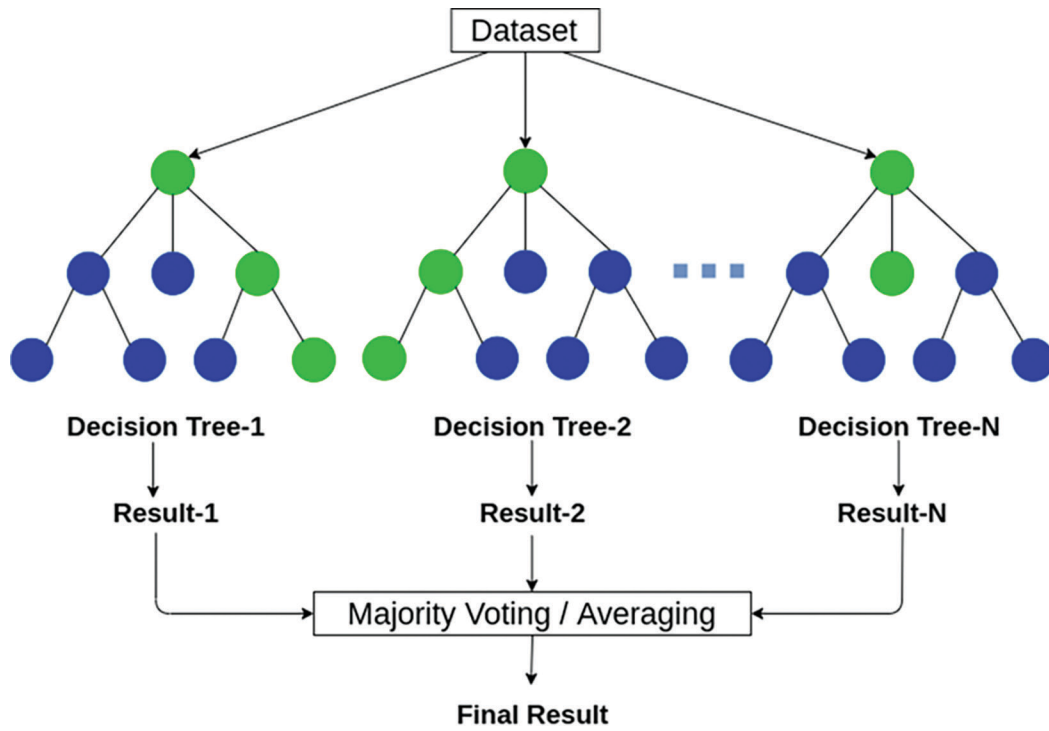 Dataset
Decision Tree-1
Decision Tree-2
Decision Tree-N
Result-1
Result-2
Result-N
Majority Voting / Averaging
Final Result